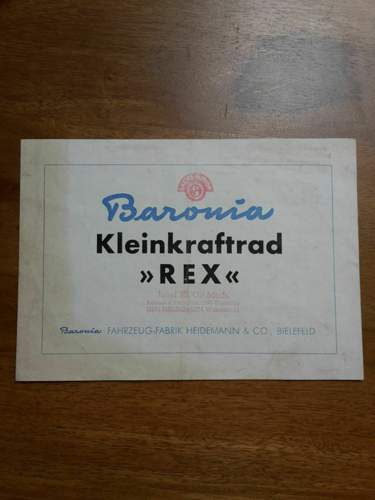 Baronia
Kleinkraftrad
»REX«
Baronia FAHRZEUG-FABRIK HEIDEMANN & CO., BIELEFELD